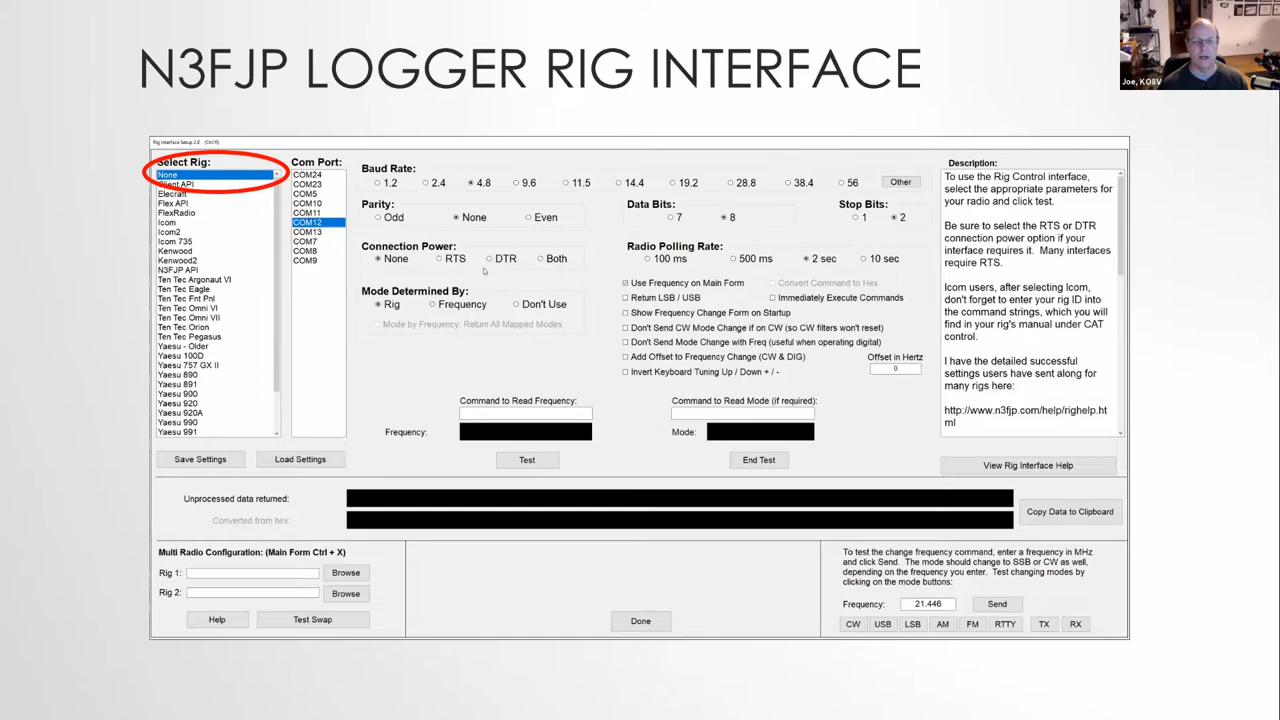 N3FJP LOGGER RIG INTERFACE
Joe, KO8V
Rig Interface Setup 2.8 (Ctrl R)
Select Rig:
None
Client API
Elecraft
Flex API
FlexRadio
Icom
Icom2
Icom 735
Kenwood
Kenwood2
N3FJP API
Ten Tec Argonaut VI
Ten Tec Eagle
Ten Tec Fnt Pnl
Ten Tec Omni VI
Ten Tec Omni VII
Ten Tec Orion
Ten Tec Pegasus
Yaesu - Older
Yaesu 100D
Yaesu 757 GX II
Yaesu 890
Yaesu 891
Yaesu 900
Yaesu 920
Yaesu 920A
Yaesu 990
Yaesu 991
Com Port:
COM24
COM23
COM5
COM10
COM11
COM12
COM13
COM7
COM8
COM9
Save Settings
Load Settings
Baud Rate:
1.2 2.4 4.8 9.6 11.5 14.4 19.2 28.8 38.4 56 Other
Parity:
Odd None Even
Data Bits:
7 8
Stop Bits:
1 2
Connection Power:
None RTS DTR Both
Radio Polling Rate:
100 ms 500 ms 2 sec 10 sec
Mode Determined By:
Rig Frequency Don't Use
Mode by Frequency: Return All Mapped Modes
Use Frequency on Main Form Convert Command to Hex
Return LSB / USB Immediately Execute Commands
Show Frequency Change Form on Startup
Don't Send CW Mode Change if on CW (so CW filters won't reset)
Don't Send Mode Change with Freq (useful when operating digital)
Add Offset to Frequency Change (CW & DIG)
Offset in Hertz
0
Invert Keyboard Tuning Up / Down + / -
Command to Read Frequency:
Command to Read Mode (if required):
Frequency:
Mode:
Test
End Test
Description:
To use the Rig Control interface,
select the appropriate parameters for
your radio and click test.
Be sure to select the RTS or DTR
connection power option if your
interface requires it. Many interfaces
require RTS.
Icom users, after selecting Icom,
don't forget to enter your rig ID into
the command strings, which you will
find in your rig's manual under CAT
control.
I have the detailed successful
settings users have sent along for
many rigs here:
http://www.n3fjp.com/help/righelp.ht
ml
View Rig Interface Help
Unprocessed data returned:
Converted from hex:
Copy Data to Clipboard
Multi Radio Configuration: (Main Form Ctrl + X)
Rig 1: Browse
Rig 2: Browse
Help
Test Swap
Done
To test the change frequency command, enter a frequency in MHz
and click Send. The mode should change to SSB or CW as well,
depending on the frequency you enter. Test changing modes by
clicking on the mode buttons:
Frequency: 21.446 Send
CW USB LSB AM FM RTTY TX RX